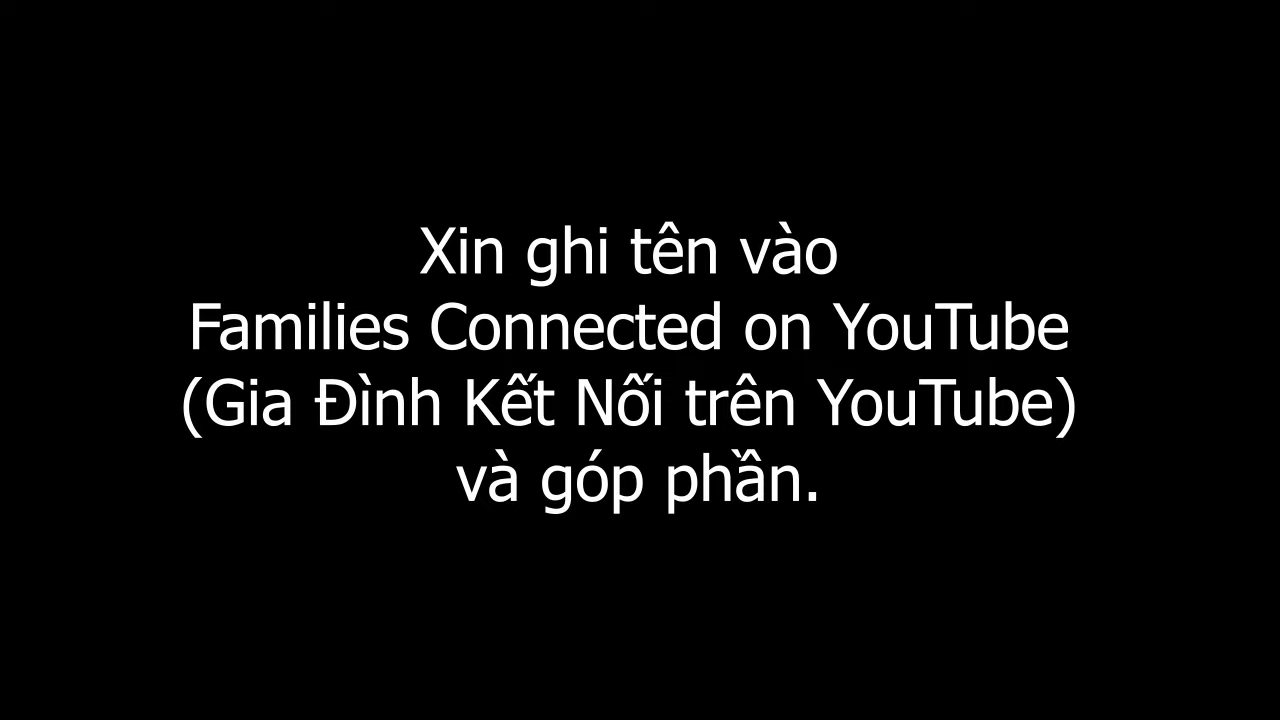 Xin ghi tên vào
Families Connected on YouTube
(Gia Đình Kết Nối trên YouTube)
và góp phần.